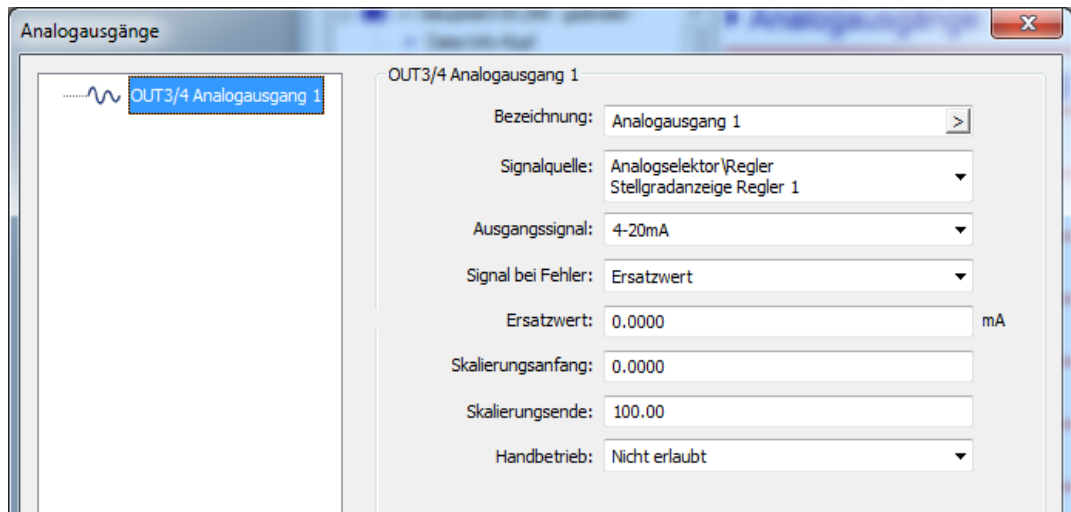 Analogausgänge
Analogausgänge
OUT3/4 Analogausgang 1
OUT3/4 Analogausgang 1
Bezeichnung: Analogausgang 1 >
Signalquelle: Analogselektor\Regler
Stellgradanzeige Regler 1
Ausgangssignal: 4-20mA
Signal bei Fehler: Ersatzwert
Ersatzwert: 0.0000 mA
Skalierungsanfang: 0.0000
Skalierungsende: 100.00
Handbetrieb: Nicht erlaubt